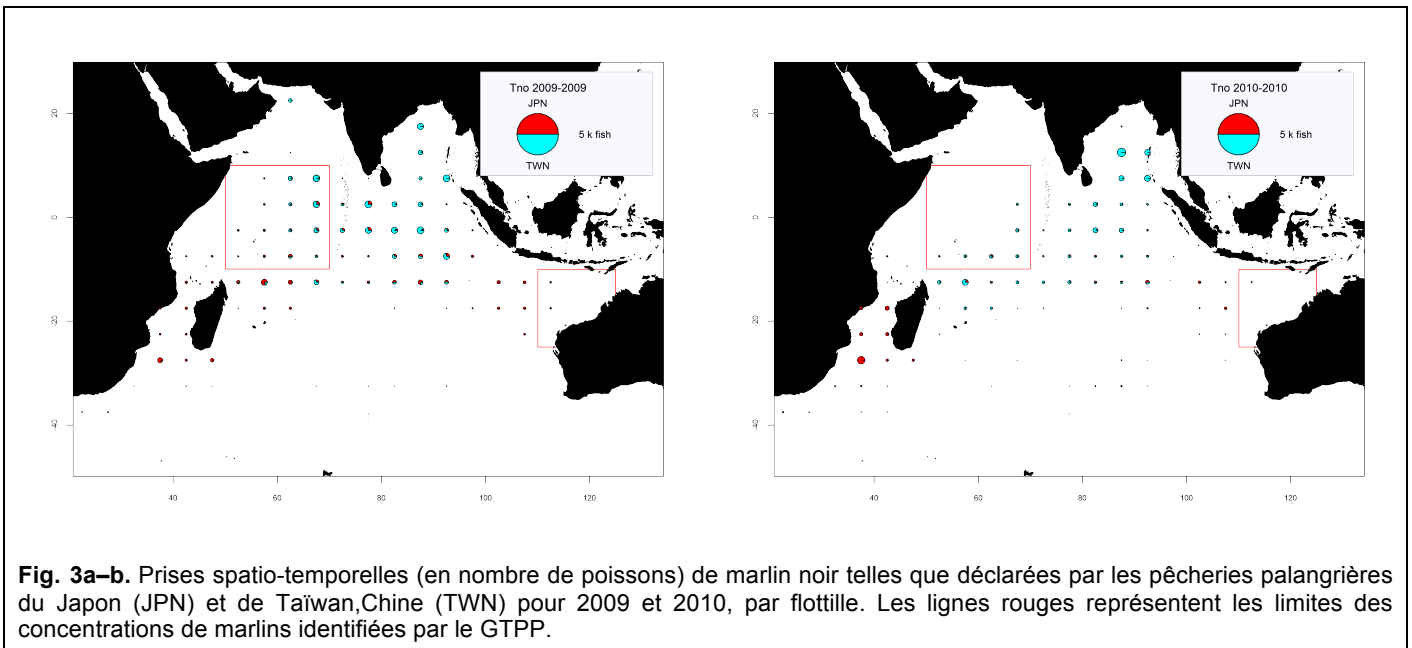 Tno 2009-2009
JPN
5 k fish
TWN
20
0
-20
-40
40
60
80
100
120
Tno 2010-2010
JPN
5 k fish
TWN
20
0
-20
-40
40
60
80
100
120
Fig. 3a–b. Prises spatio-temporelles (en nombre de poissons) de marlin noir telles que déclarées par les pêcheries palangrières
du Japon (JPN) et de Taïwan,Chine (TWN) pour 2009 et 2010, par flottille. Les lignes rouges représentent les limites des
concentrations de marlins identifiées par le GTPP.